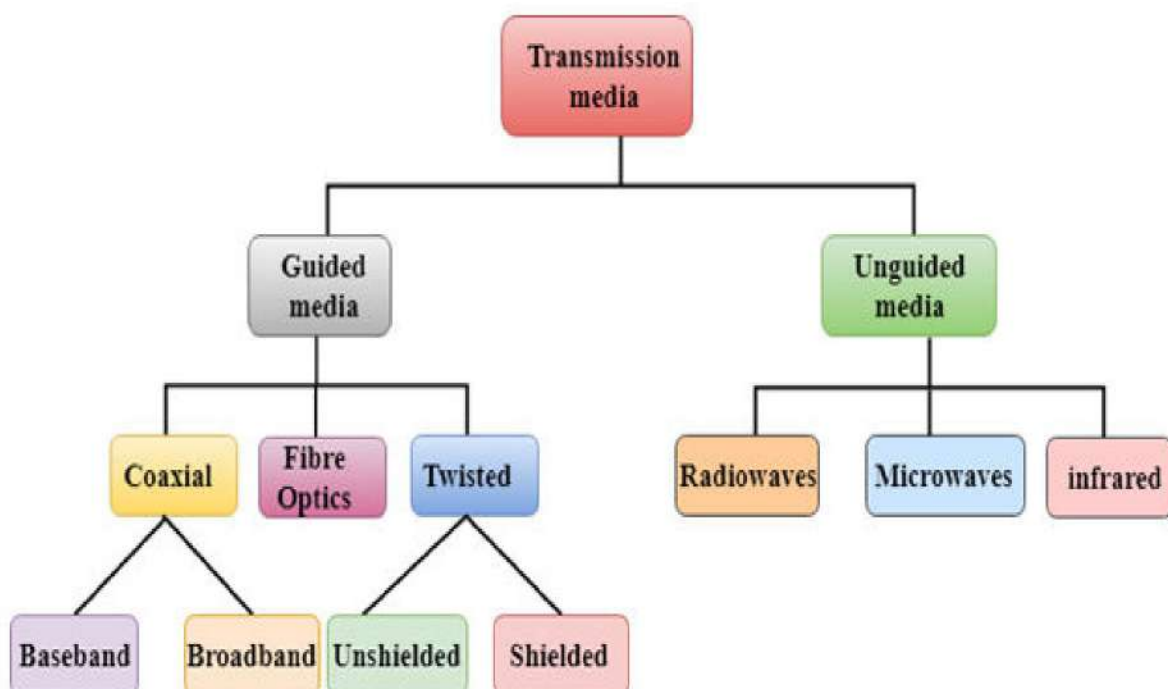 Transmission
media
Guided
media
Unguided
media
Coaxial
Fibre
Optics
Twisted
Radiowaves
Microwaves
infrared
Baseband
Broadband
Unshielded
Shielded